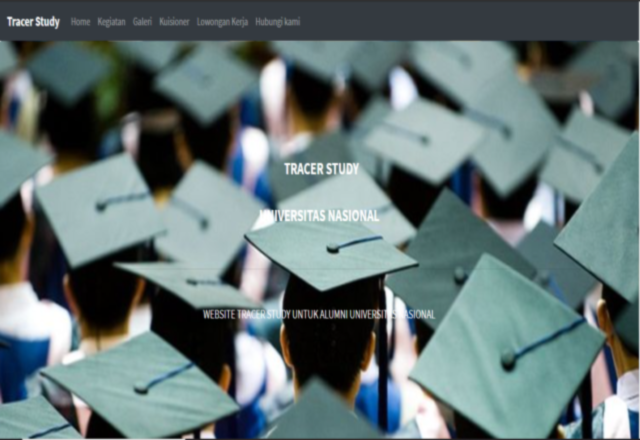 Tracer Study Home Kegiatan Galeri Kuisioner Lowongan Kerja Hubungi kami
TRACER STUDY
UNIVERSITAS NASIONAL
WEBSITE TRACER STUDY UNTUK ALUMNI UNIVERSITAS NASIONAL